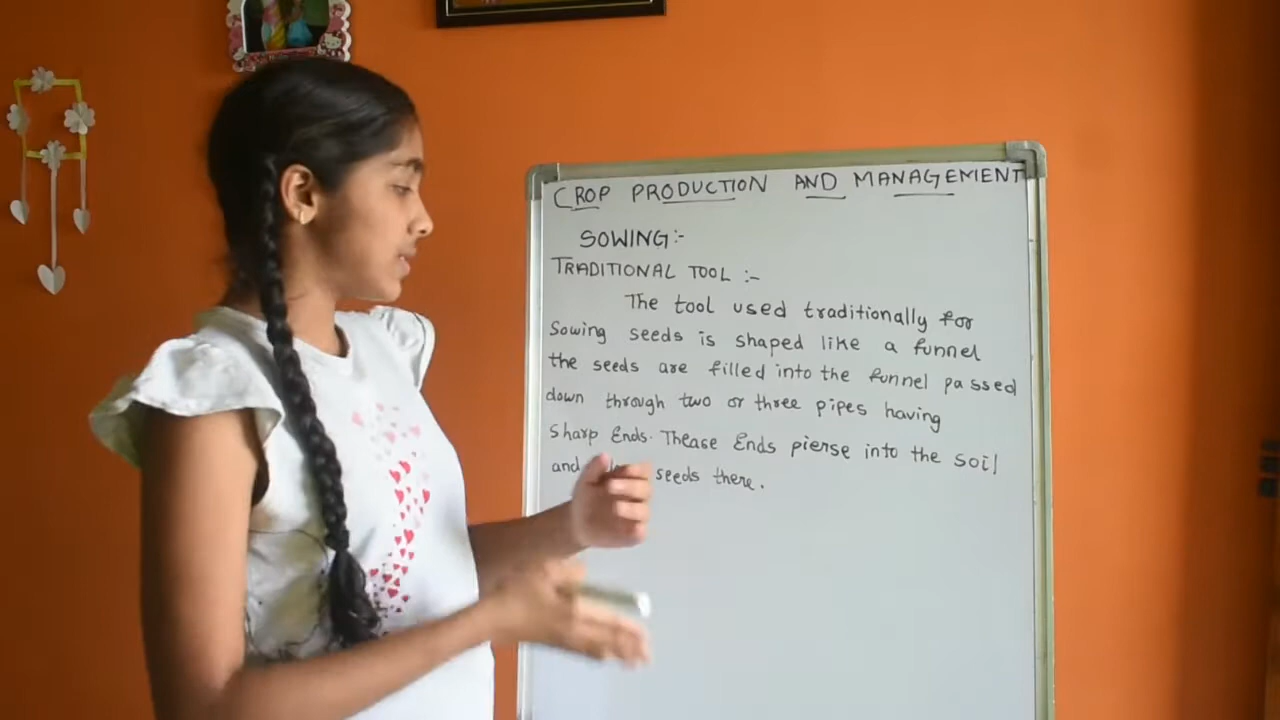 CROP PRODUCTION AND MANAGEMENT
SOWING:-
TRADITIONAL TOOL :-
The tool used traditionally for
Sowing seeds is shaped like a funnel
the seeds are filled into the funnel passed
down through two or three pipes having
Sharp Ends. Thease Ends pierse into the soil
and seeds there.